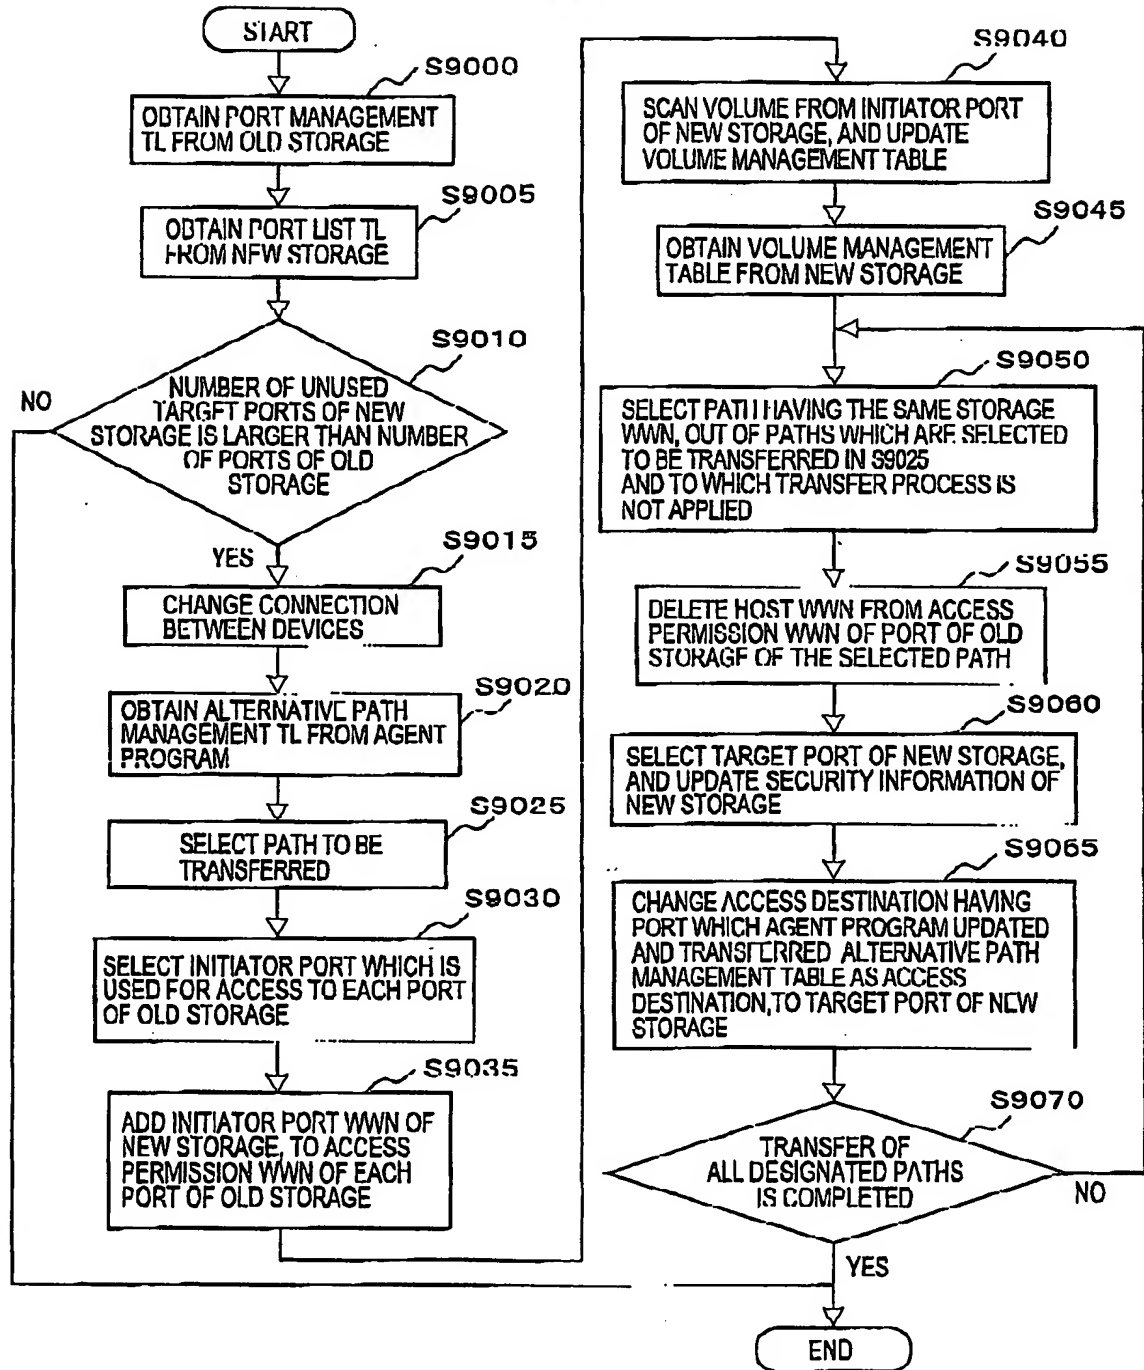 START
S9000
OBTAIN PORT MANAGEMENT
TL FROM OLD STORAGE
S9005
OBTAIN PORT LIST TL
FROM NEW STORAGE
S9010
NUMBER OF UNUSED
TARGET PORTS OF NEW
STORAGE IS LARGER THAN NUMBER
OF PORTS OF OLD
STORAGE
NO
YES
S9015
CHANGE CONNECTION
BETWEEN DEVICES
S9020
OBTAIN ALTERNATIVE PATH
MANAGEMENT TL FROM AGENT
PROGRAM
S9025
SELECT PATH TO BE
TRANSFERRED
S9030
SELECT INITIATOR PORT WHICH IS
USED FOR ACCESS TO EACH PORT
OF OLD STORAGE
S9035
ADD INITIATOR PORT WWN OF
NEW STORAGE, TO ACCESS
PERMISSION WWN OF EACH
PORT OF OLD STORAGE
S9040
SCAN VOLUME FROM INITIATOR PORT
OF NEW STORAGE, AND UPDATE
VOLUME MANAGEMENT TABLE
S9045
OBTAIN VOLUME MANAGEMENT
TABLE FROM NEW STORAGE
S9050
SELECT PATH HAVING THE SAME STORAGE
WWN, OUT OF PATHS WHICH ARE SELECTED
TO BE TRANSFERRED IN S9025
AND TO WHICH TRANSFER PROCESS IS
NOT APPLIED
S9055
DELETE HOST WWN FROM ACCESS
PERMISSION WWN OF PORT OF OLD
STORAGE OF THE SELECTED PATH
S9060
SELECT TARGET PORT OF NEW STORAGE,
AND UPDATE SECURITY INFORMATION OF
NEW STORAGE
S9065
CHANGE ACCESS DESTINATION HAVING
PORT WHICH AGENT PROGRAM UPDATED
AND TRANSFERRED ALTERNATIVE PATH
MANAGEMENT TABLE AS ACCESS
DESTINATION, TO TARGET PORT OF NEW
STORAGE
S9070
TRANSFER OF
ALL DESIGNATED PATHS
IS COMPLETED
NO
YES
END